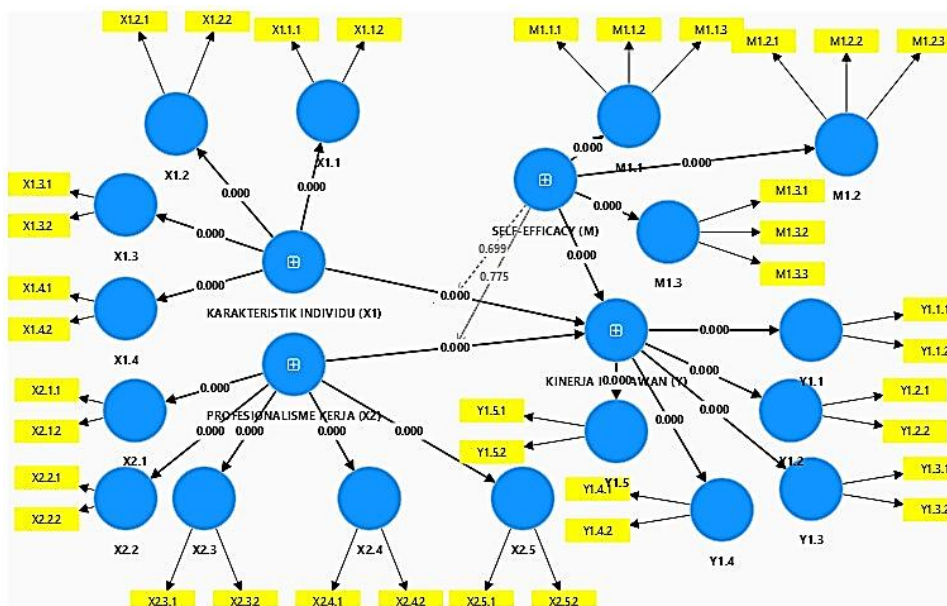 X1.2.1
X1.2.2
X1.1.1
X1.1.2
M1.1.1
M1.1.2
M1.1.3
M1.2.1
M1.2.2
M1.2.3
X1.2
X1.1
M1.1
M1.2
0.000
0.000
0.000
0.000
X1.3.1
X1.3.2
X1.3
0.000
0.000
M1.3.1
M1.3.2
M1.3.3
M1.3
SELF-EFFICACY (M)
0.699
0.775
0.000
X1.4.1
X1.4.2
X1.4
0.000
KARAKTERISTIK INDIVIDU (X1)
0.000
0.000
0.000
Y1.1.1
Y1.1.2
Y1.1
X2.1.1
X2.1.2
X2.1
0.000
PROFESIONALISME KERJA (X2)
KINERJA AWAN (Y)
0.000
0.000
Y1.2.1
Y1.2.2
Y1.2
0.000
0.000
0.000
0.000
Y1.5.1
Y1.5.2
Y1.5
0.000
0.000
X2.2.1
X2.2.2
X2.2
X2.3
X2.4
X2.5
Y1.4.1
Y1.4.2
Y1.4
Y1.3.1
Y1.3.2
Y1.3
X2.3.1
X2.3.2
X2.4.1
X2.4.2
X2.5.1
X2.5.2